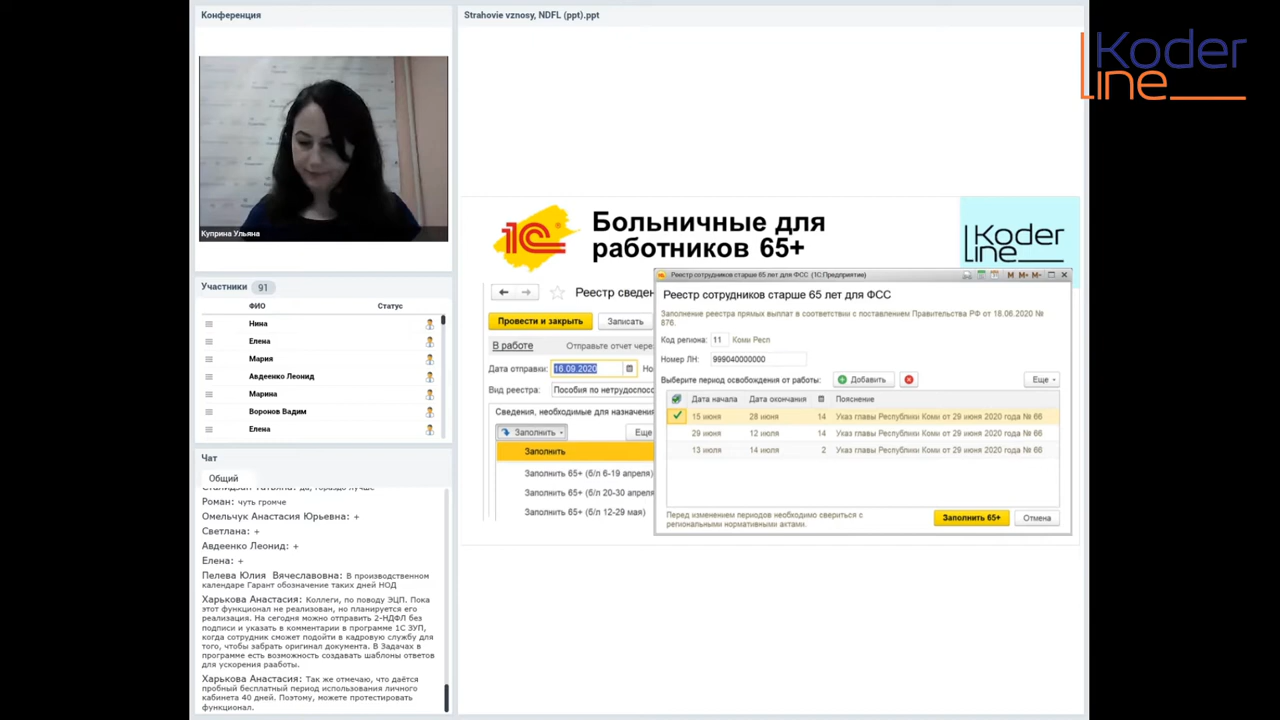 Конференция
Strahovie vznosy, NDFL (ppt).ppt
Koder
line
Куприна Ульяна
Участники 91
ФИО Статус
Нина
Елена
Мария
Авдеенко Леонид
Марина
Воронов Вадим
Елена
Чат
Общий
Роман: чуть громче
Омельчук Анастасия Юрьевна: +
Светлана: +
Авдеенко Леонид: +
Елена: +
Пелева Юлия Вячеславовна: В производственном
календаре Гарант обозначение таких дней НОД
Харькова Анастасия: Коллеги, по поводу ЭЦП. Пока
этот функционал не реализован, но планируется его
реализация. На сегодня можно отправить 2-НДФЛ без
подписи и указать в комментарии в программе 1С ЗУП,
когда сотрудник сможет подойти в кадровую службу для
того, чтобы забрать оригинал документа. В Задачах в
программе есть возможность создавать шаблоны ответов
для ускорения рааботы.
Харькова Анастасия: Так же отмечаю, что даётся
пробный бесплатный период использования личного
кабинета 40 дней. Поэтому, можете протестировать
функционал.
1С
Больничные для
работников 65+
Koder
line
Реестр сведен
Провести и закрыть Записать
В работе Отправьте отчет чере
Дата отправки: 16.09.2020 Но
Вид реестра: Пособия по нетрудоспос
Сведения, необходимые для назначения
Заполнить Еще
Заполнить
Заполнить 65+ (б/л 6-19 апреля)
Заполнить 65+ (б/л 20-30 апреля
Заполнить 65+ (б/л 12-29 мая)
Реестр сотрудников старше 65 лет для ФСС (1С:Предприятие)
M M+ M-
Реестр сотрудников старше 65 лет для ФСС
Заполнение реестра прямых выплат в соответствии с поставлением Правительства РФ от 18.06.2020 №
876.
Код региона: 11 Коми Респ
Номер ЛН: 999040000000
Выберите период освобождения от работы: Добавить Еще
Дата начала Дата окончания Пояснение
15 июня 28 июня 14 Указ главы Республики Коми от 29 июня 2020 года № 66
29 июня 12 июля 14 Указ главы Республики Коми от 29 июня 2020 года № 66
13 июля 14 июля 2 Указ главы Республики Коми от 29 июня 2020 года № 66
Перед изменением периодов необходимо свериться с
региональными нормативными актами.
Заполнить 65+ Отмена